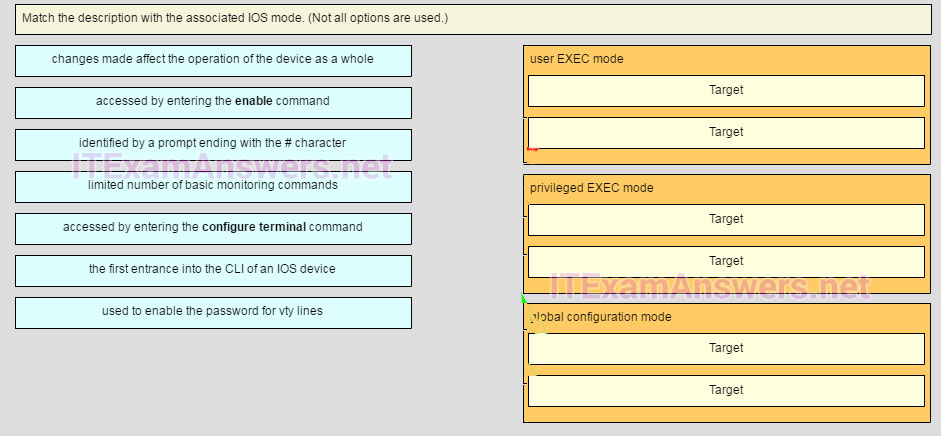 Match the description with the associated IOS mode. (Not all options are used.)
changes made affect the operation of the device as a whole
accessed by entering the enable command
identified by a prompt ending with the # character
ITExamAnswers.net
limited number of basic monitoring commands
accessed by entering the configure terminal command
the first entrance into the CLI of an IOS device
used to enable the password for vty lines
user EXEC mode
Target
Target
privileged EXEC mode
Target
Target
ITExamAnswers.net
global configuration mode
Target
Target